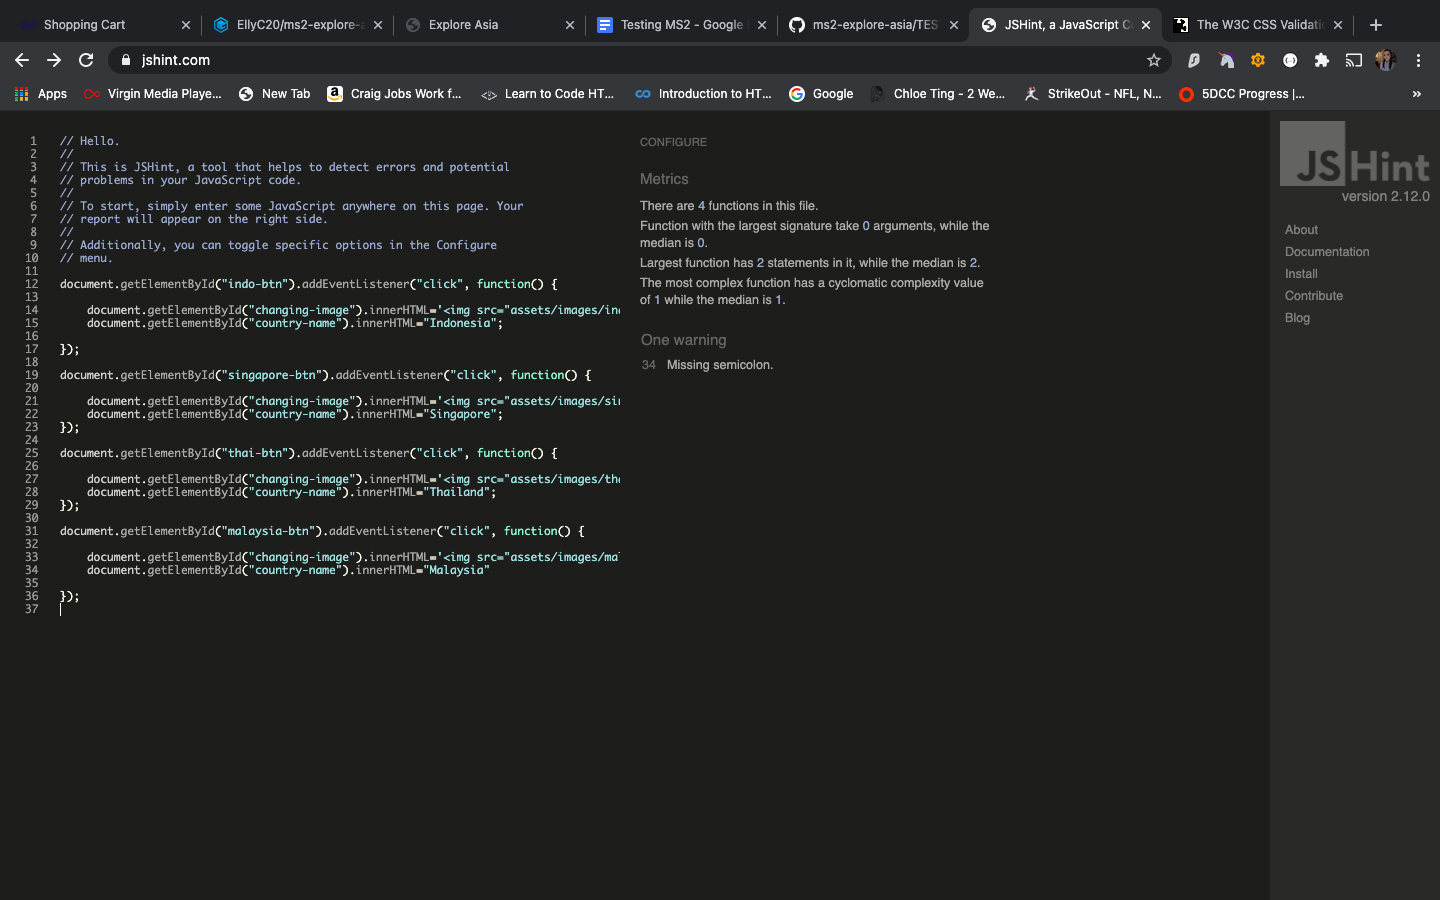 Shopping Cart
EllyC20/ms2-explore-a
Explore Asia
Testing MS2 - Google
ms2-explore-asia/TES
JSHint, a JavaScript C
The W3C CSS Validati
jshint.com
Apps
Virgin Media Playe...
New Tab
Craig Jobs Work f...
Learn to Code HT...
Introduction to HT...
Google
Chloe Ting - 2 We...
StrikeOut - NFL, N...
5DCC Progress |...
»
1 // Hello.
2 //
3 // This is JSHint, a tool that helps to detect errors and potential
4 // problems in your JavaScript code.
5 //
6 // To start, simply enter some JavaScript anywhere on this page. Your
7 // report will appear on the right side.
8 //
9 // Additionally, you can toggle specific options in the Configure
10 // menu.
11
12 document.getElementById("indo-btn").addEventListener("click", function() {
13
14 document.getElementById("changing-image").innerHTML='<img src="assets/images/in
15 document.getElementById("country-name").innerHTML="Indonesia";
16
17 });
18
19 document.getElementById("singapore-btn").addEventListener("click", function() {
20
21 document.getElementById("changing-image").innerHTML='<img src="assets/images/si
22 document.getElementById("country-name").innerHTML="Singapore";
23 });
24
25 document.getElementById("thai-btn").addEventListener("click", function() {
26
27 document.getElementById("changing-image").innerHTML='<img src="assets/images/th
28 document.getElementById("country-name").innerHTML="Thailand";
29 });
30
31 document.getElementById("malaysia-btn").addEventListener("click", function() {
32
33 document.getElementById("changing-image").innerHTML='<img src="assets/images/ma
34 document.getElementById("country-name").innerHTML="Malaysia"
35
36 });
37
CONFIGURE
Metrics
There are 4 functions in this file.
Function with the largest signature take 0 arguments, while the
median is 0.
Largest function has 2 statements in it, while the median is 2.
The most complex function has a cyclomatic complexity value
of 1 while the median is 1.
One warning
34 Missing semicolon.
JSHint
version 2.12.0
About
Documentation
Install
Contribute
Blog